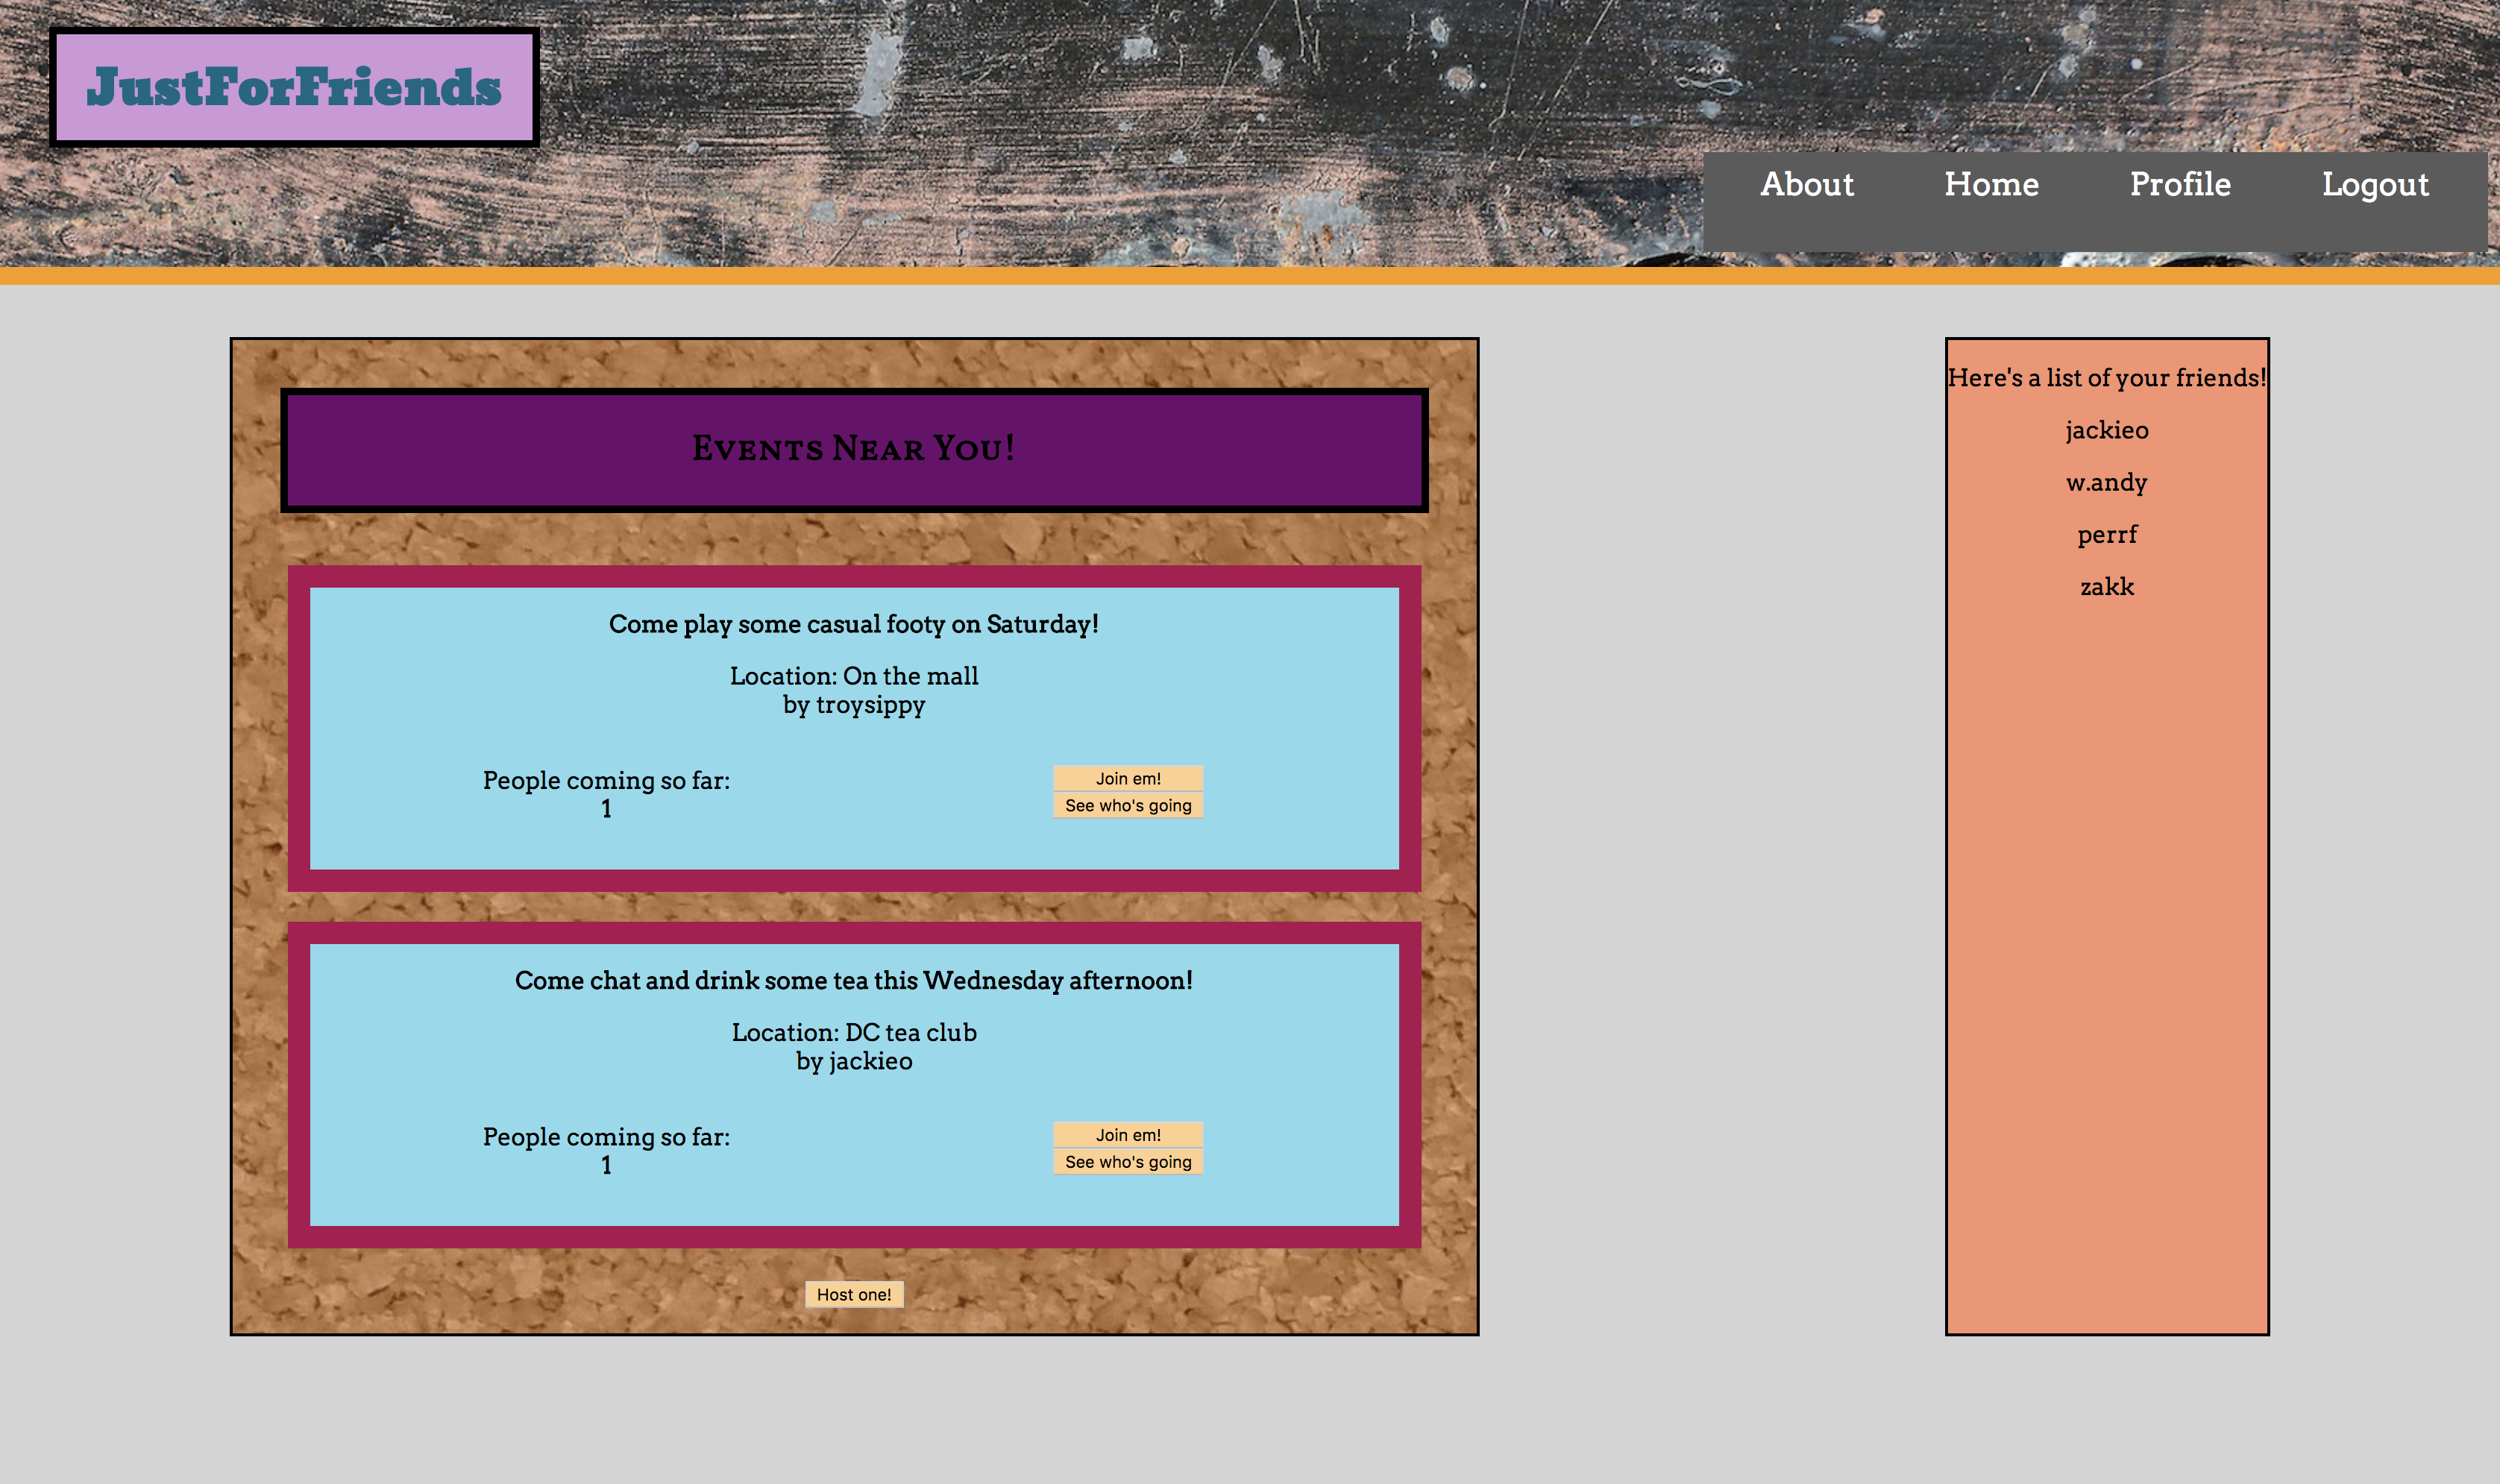 JustForFriends
About Home Profile Logout
Events Near You!
Come play some casual footy on Saturday!
Location: On the mall
by troysippy
People coming so far:
1
Join em!
See who's going
Come chat and drink some tea this Wednesday afternoon!
Location: DC tea club
by jackieo
People coming so far:
1
Join em!
See who's going
Host one!
Here's a list of your friends!
jackieo
w.andy
perrf
zakk